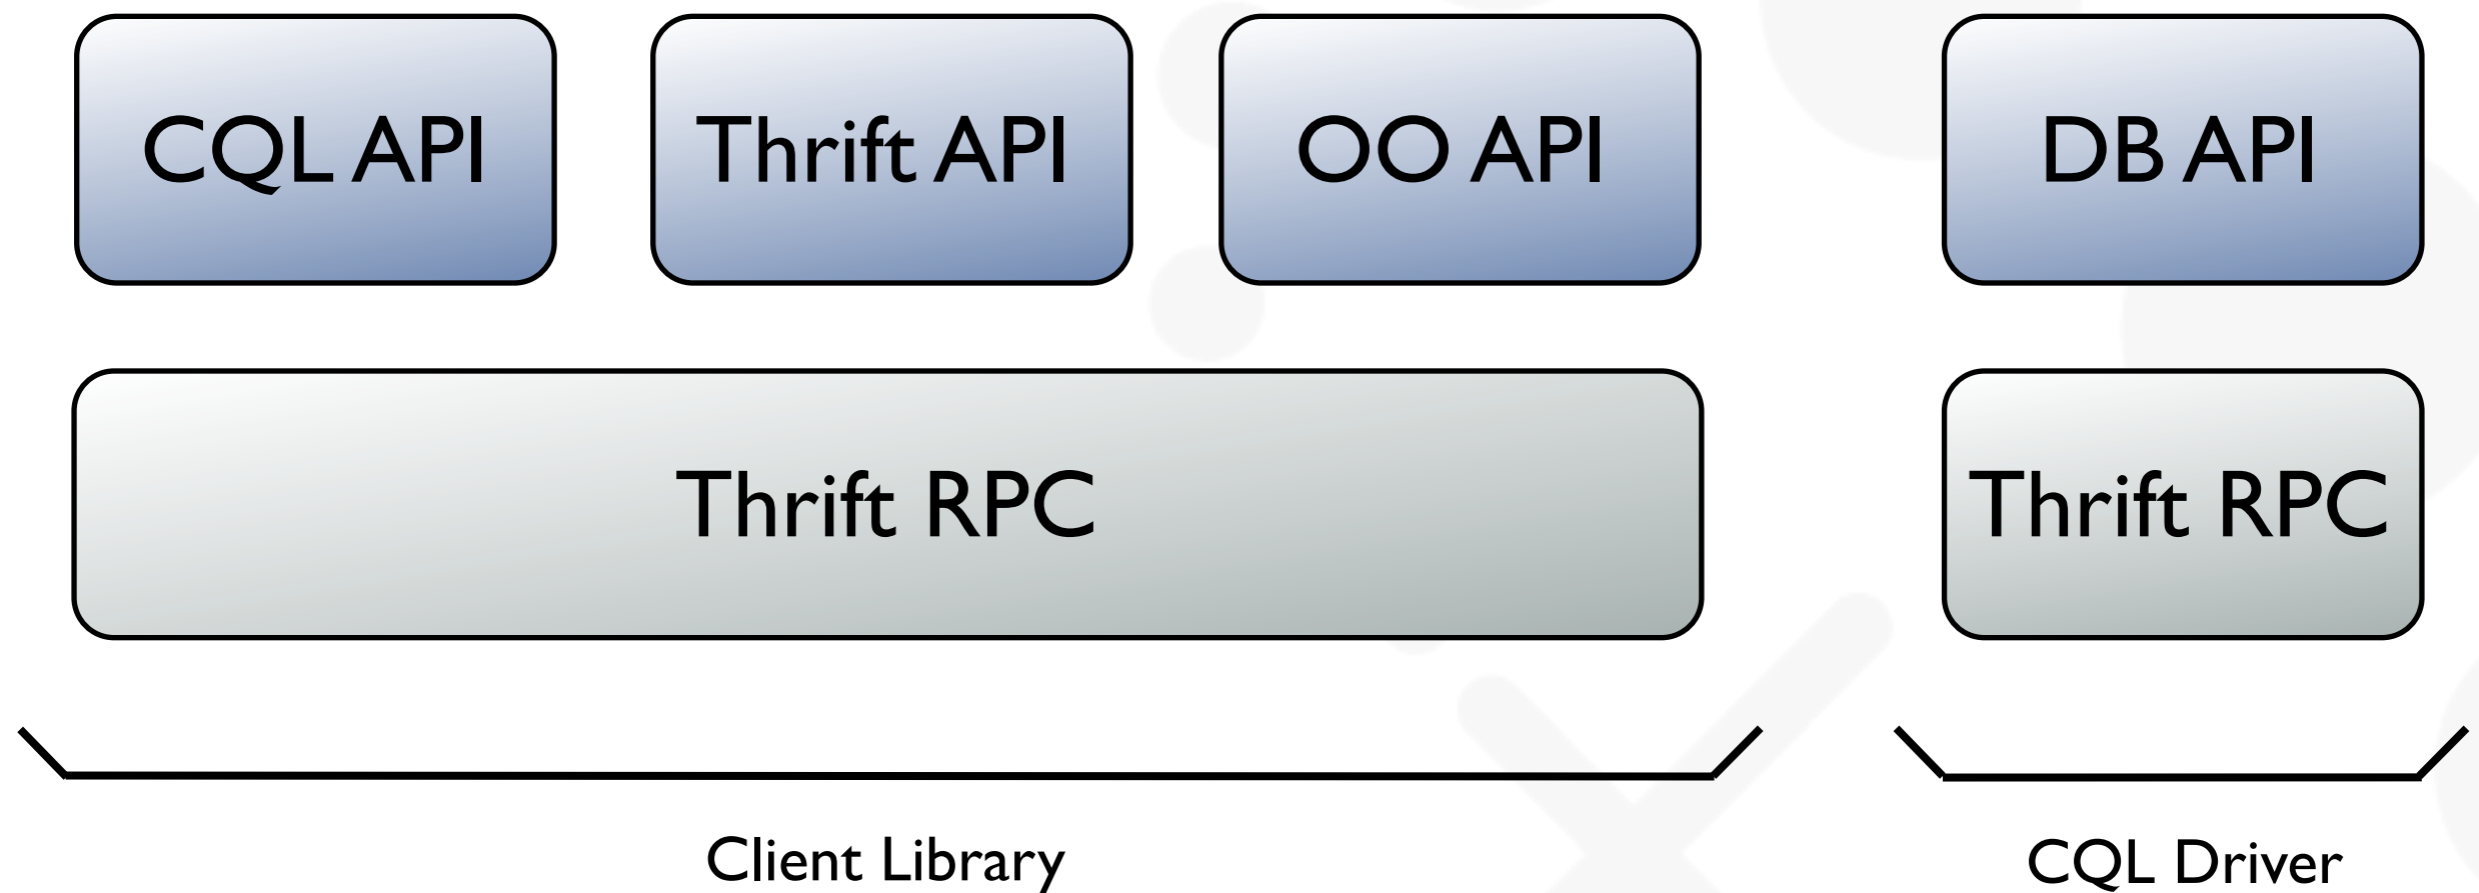 CQL API
Thrift API
OO API
DB API
Thrift RPC
Thrift RPC
Client Library
CQL Driver